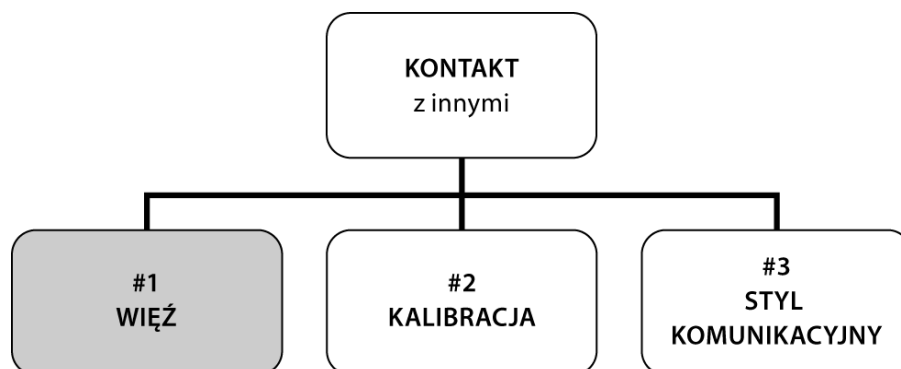 KONTAKT
z innymi
#1
WIĘŹ
#2
KALIBRACJA
#3
STYL
KOMUNIKACYJNY